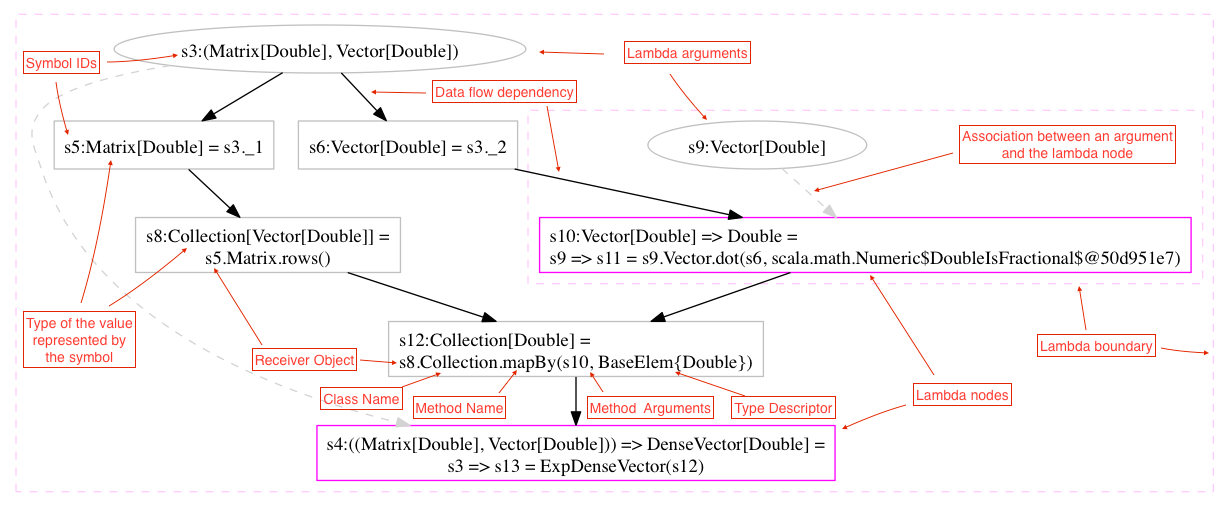 s3:(Matrix[Double], Vector[Double])
Lambda arguments
Symbol IDs
Data flow dependency
s5:Matrix[Double] = s3._1
s6:Vector[Double] = s3._2
s9:Vector[Double]
Association between an argument
and the lambda node
s8:Collection[Vector[Double]] =
s5.Matrix.rows()
s10:Vector[Double] => Double =
s9 => s11 = s9.Vector.dot(s6, scala.math.Numeric$DoubleIsFractional$@50d951e7)
Type of the value
represented by
the symbol
Receiver Object
s12:Collection[Double] =
s8.Collection.mapBy(s10, BaseElem{Double})
Lambda boundary
Class Name
Method Name
Method Arguments
Type Descriptor
Lambda nodes
s4:((Matrix[Double], Vector[Double])) => DenseVector[Double] =
s3 => s13 = ExpDenseVector(s12)